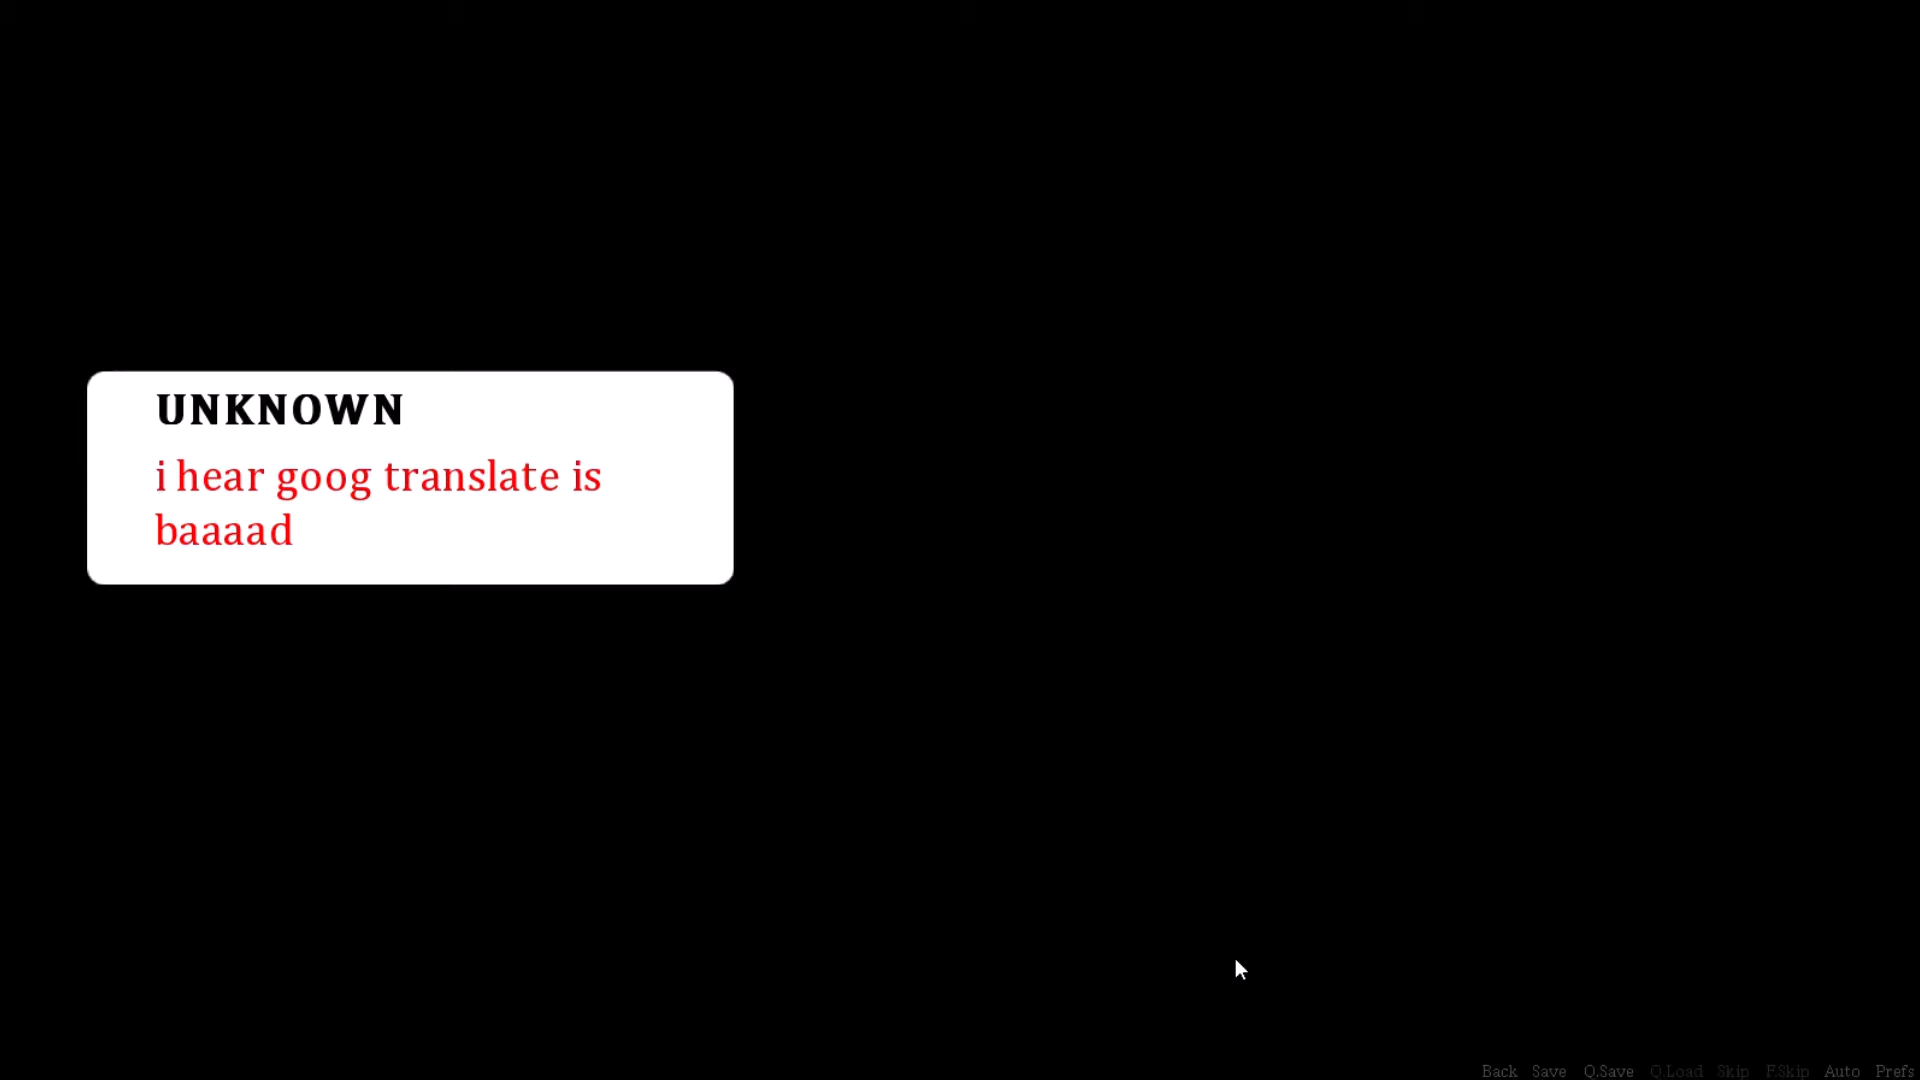 UNKNOWN
i hear goog translate is
baaaad
Back Save Q.Save Q.Load Skip F.Skip Auto Prefs